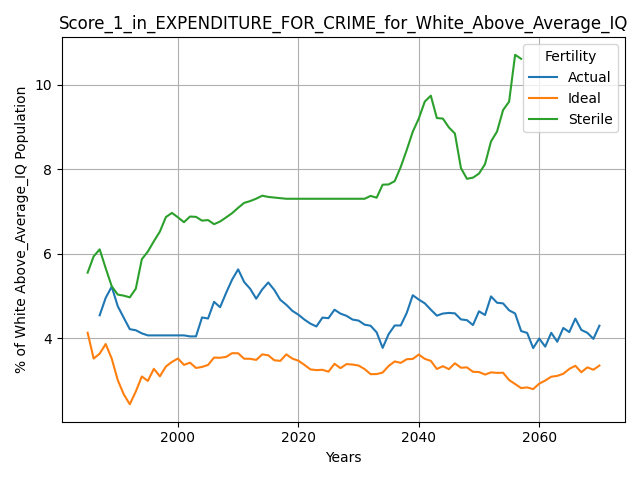 Score_1_in_EXPENDITURE_FOR_CRIME_for_White_Above_Average_IQ
% of White Above_Average_IQ Population
10
8
6
4
Fertility
Actual
Ideal
Sterile
2000
2020
2040
2060
Years